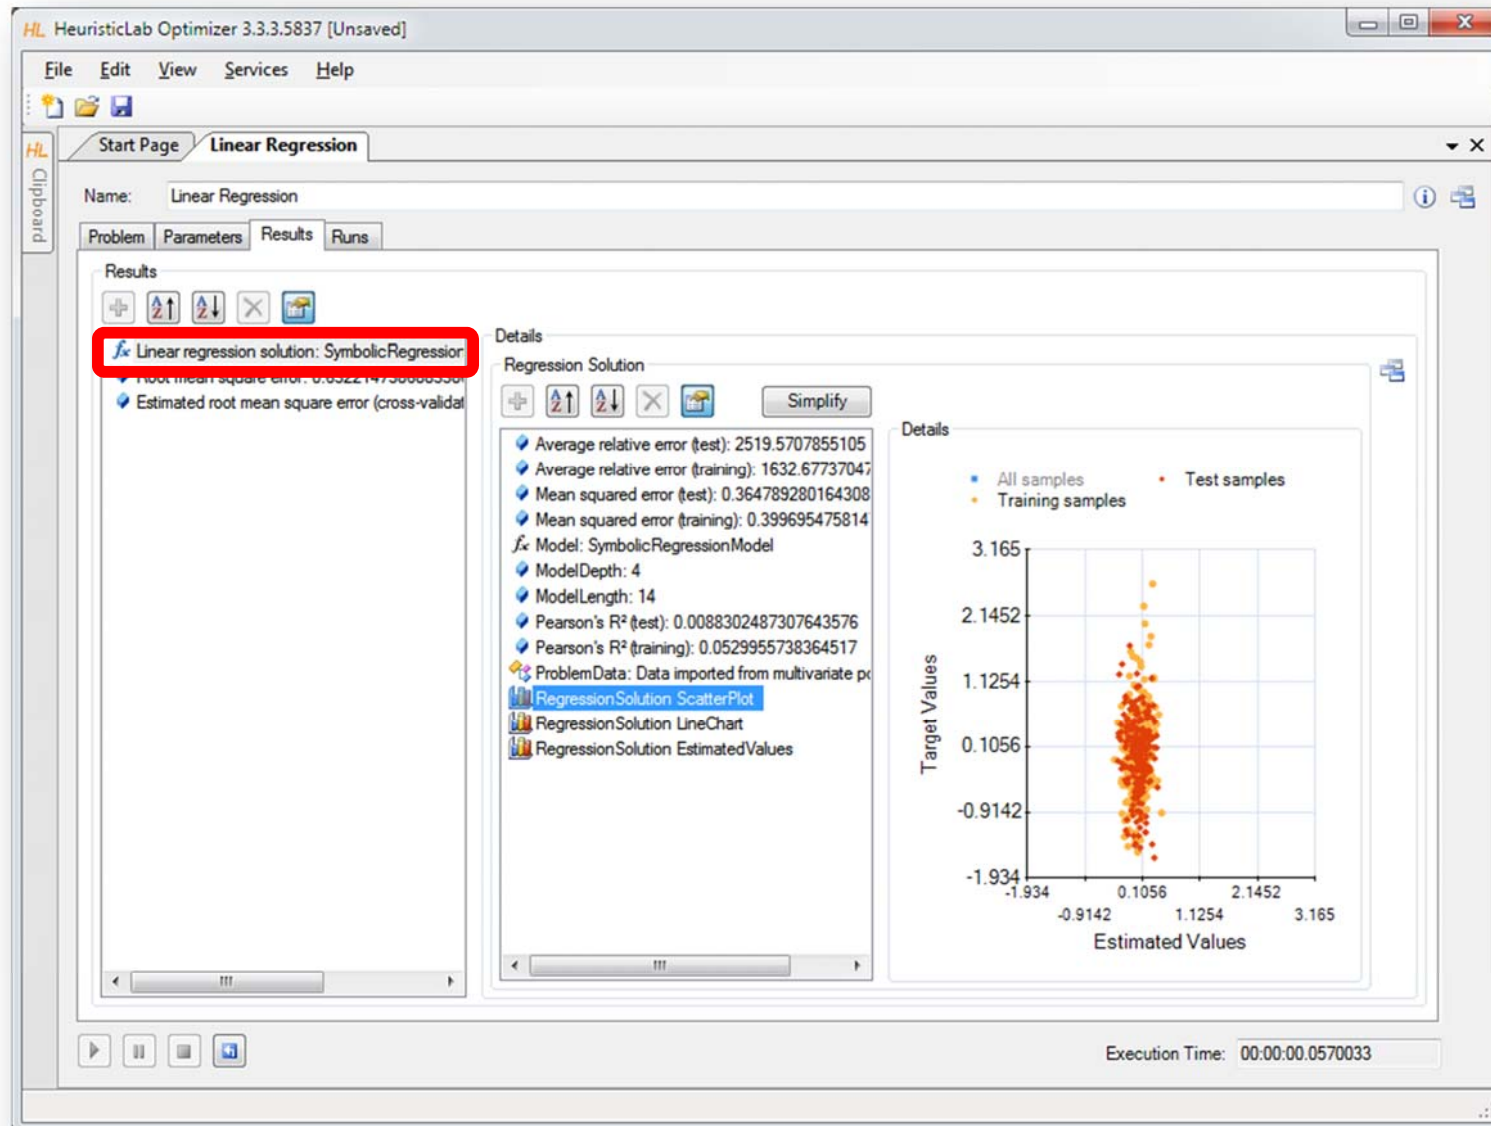 HL HeuristicLab Optimizer 3.3.3.5837 [Unsaved]
File Edit View Services Help
HL Clipboard
Start Page Linear Regression
Name: Linear Regression
Problem Parameters Results Runs
Results
Linear regression solution: SymbolicRegression
Root mean square error:
Estimated root mean square error (cross-validat
Details
Regression Solution
Simplify
Average relative error (test): 2519.5707855105
Average relative error (training): 1632.67737047
Mean squared error (test): 0.364789280164308
Mean squared error (training): 0.399695475814
Model: SymbolicRegressionModel
ModelDepth: 4
ModelLength: 14
Pearson's R² (test): 0.0088302487307643576
Pearson's R² (training): 0.0529955738364517
ProblemData: Data imported from multivariate po
RegressionSolution ScatterPlot
RegressionSolution LineChart
RegressionSolution EstimatedValues
Details
All samples Test samples
Training samples
3.165
2.1452
1.1254
0.1056
-0.9142
-1.934
Target Values
-1.934 0.1056 2.1452
-0.9142 1.1254 3.165
Estimated Values
Execution Time: 00:00:00.0570033